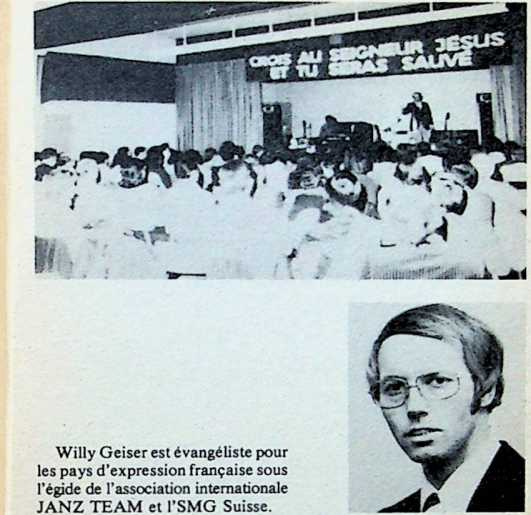 CROIS AU SEIGNEUR JESUS
ET TU SERAS SAUVÉ
Willy Geiser est évangéliste pour
les pays d'expression française sous
l'égide de l'association internationale
JANZ TEAM et l'SMG Suisse.